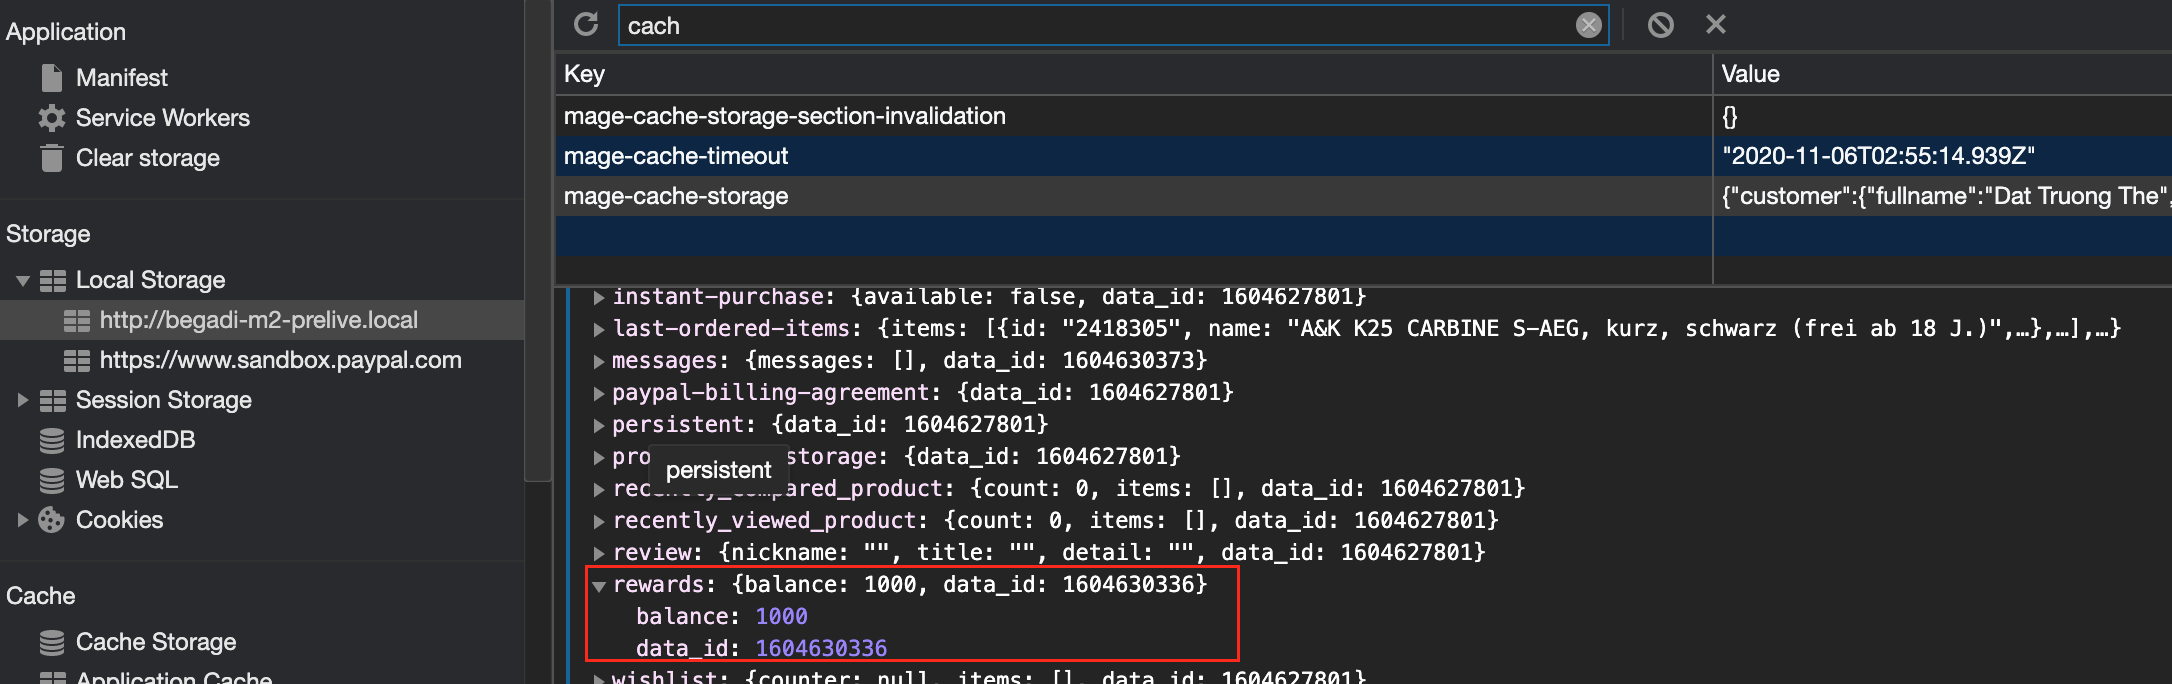 Application
Manifest
Service Workers
Clear storage
Storage
Local Storage
http://begadi-m2-prelive.local
https://www.sandbox.paypal.com
Session Storage
IndexedDB
Web SQL
Cookies
Cache
Cache Storage
Application Cache
cach
Key Value
mage-cache-storage-section-invalidation {}
mage-cache-timeout "2020-11-06T02:55:14.939Z"
mage-cache-storage {"customer":{"fullname":"Dat Truong The",
instant-purchase: {available: false, data_id: 1604627801}
last-ordered-items: {items: [{id: "2418305", name: "A&K K25 CARBINE S-AEG, kurz, schwarz (frei ab 18 J.)",…},…],…}
messages: {messages: [], data_id: 1604630373}
paypal-billing-agreement: {data_id: 1604627801}
persistent: {data_id: 1604627801}
pro storage: {data_id: 1604627801}
persistent
recently_compared_product: {count: 0, items: [], data_id: 1604627801}
recently_viewed_product: {count: 0, items: [], data_id: 1604627801}
review: {nickname: "", title: "", detail: "", data_id: 1604627801}
rewards: {balance: 1000, data_id: 1604630336}
balance: 1000
data_id: 1604630336
wishlist: {counter: null, items: [], data_id: 1604627801}